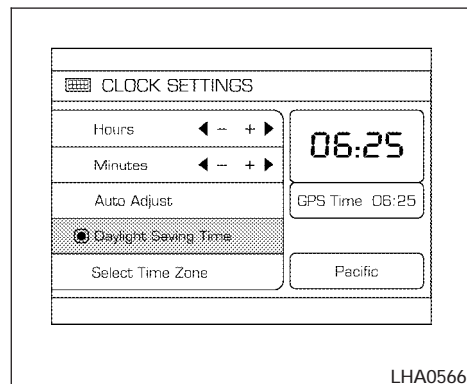 CLOCK SETTINGS
Hours ◀ – + ▶
Minutes ◀ – + ▶
Auto Adjust
Daylight Saving Time
Select Time Zone
06:25
GPS Time 06:25
Pacific
LHA0566